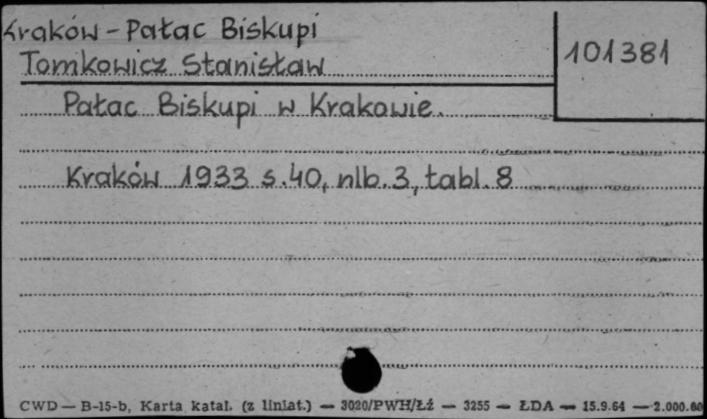 Kraków - Pałac Biskupi
101381
Tomkowicz Stanisław
Pałac Biskupi w Krakowie.
Kraków 1933 s.40, nlb.3, tabl.8
CWD — B-15-b, Karta katal. (z liniat.) — 3020/PWH/Łź — 3255 — ŁDA — 15.9.64 — 2.000.00